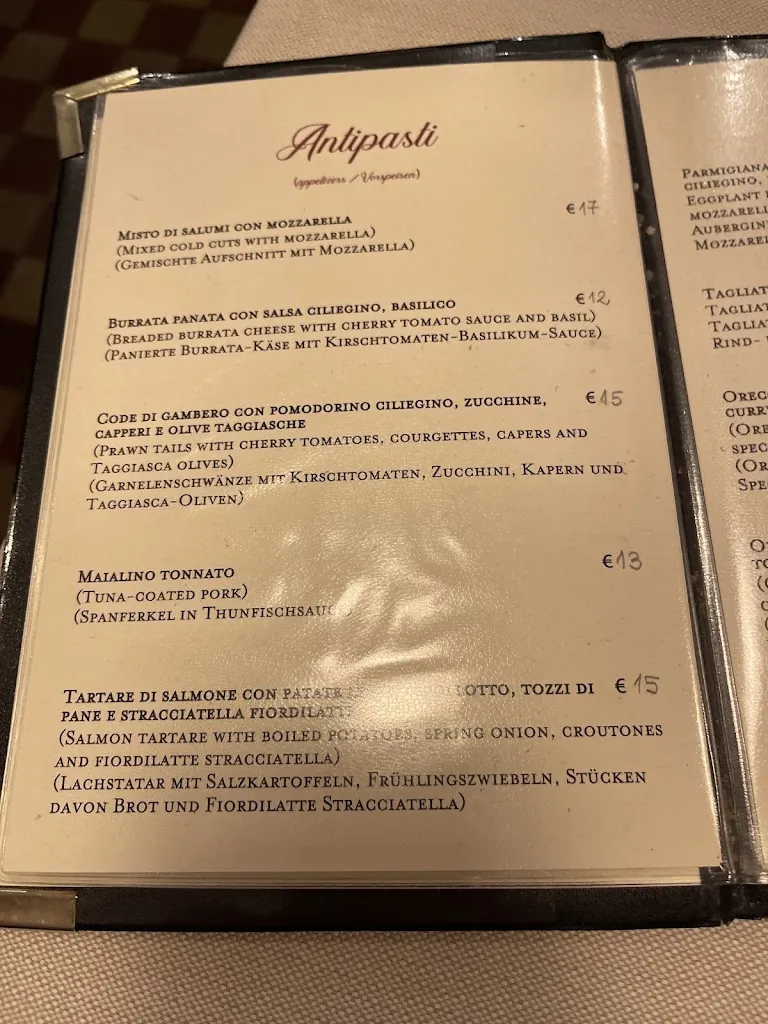 Antipasti
(appetivers / Vorspeisen)
MISTO DI SALUMI CON MOZZARELLA €17
(MIXED COLD CUTS WITH MOZZARELLA)
(GEMISCHTE AUFSCHNITT MIT MOZZARELLA)
BURRATA PANATA CON SALSA CILIEGINO, BASILICO €12
(BREADED BURRATA CHEESE WITH CHERRY TOMATO SAUCE AND BASIL)
(PANIERTE BURRATA-KÄSE MIT KIRSCHTOMATEN-BASILIKUM-SAUCE)
CODE DI GAMBERO CON POMODORINO CILIEGINO, ZUCCHINE, €15
CAPPERI E OLIVE TAGGIASCHE
(PRAWN TAILS WITH CHERRY TOMATOES, COURGETTES, CAPERS AND
TAGGIASCA OLIVES)
(GARNELENSCHWÄNZE MIT KIRSCHTOMATEN, ZUCCHINI, KAPERN UND
TAGGIASCA-OLIVEN)
MAIALINO TONNATO €13
(TUNA-COATED PORK)
(SPANFERKEL IN
TARTARE DI SALMONE CON PATATE TOZZI DI €15
PANE E STRACCIATELLA
(SALMON TARTARE WITH BOILED POTATOES, SPRING ONION, CROUTONES
AND FIORDILATTE STRACCIATELLA)
(LACHSTATAR MIT SALZKARTOFFELN, FRÜHLINGSZWIEBELN, STÜCKEN
DAVON BROT UND FIORDILATTE STRACCIATELLA)
PARMIGIANA
CILIEGINO,
EGGPLANT